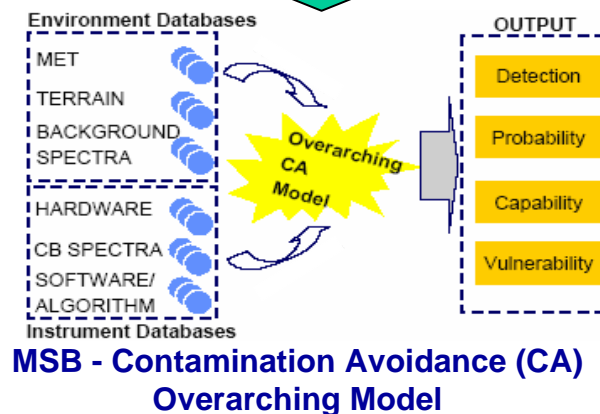 Environment Databases
MET
TERRAIN
BACKGROUND
SPECTRA
HARDWARE
CB SPECTRA
SOFTWARE/
ALGORITHM
Instrument Databases
Overarching
CA
Model
OUTPUT
Detection
Probability
Capability
Vulnerability
MSB - Contamination Avoidance (CA)
Overarching Model